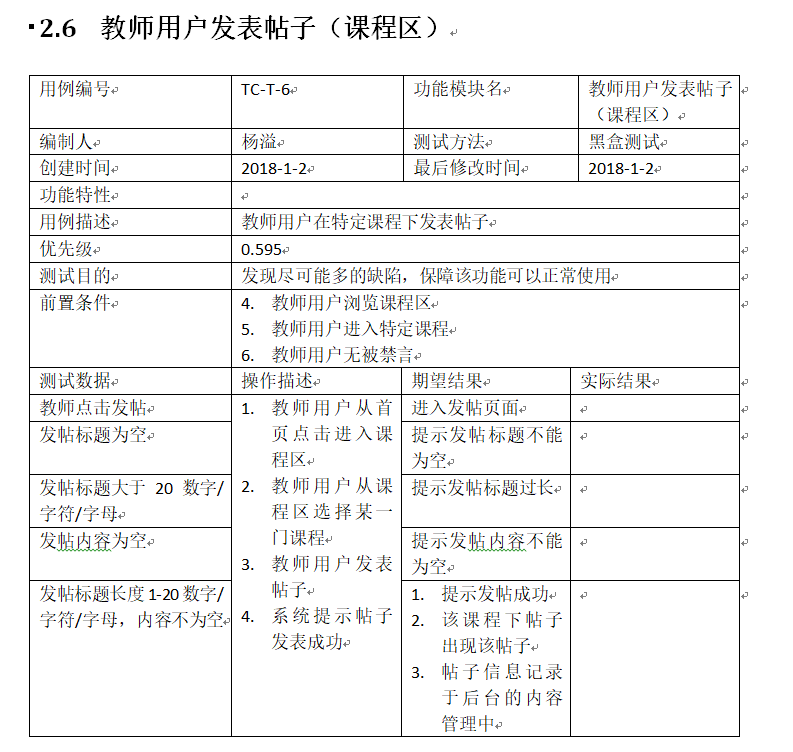 2.6 教师用户发表帖子（课程区）
用例编号 TC-T-6 功能模块名 教师用户发表帖子
（课程区）
编制人 杨溢 测试方法 黑盒测试
创建时间 2018-1-2 最后修改时间 2018-1-2
功能特性
用例描述 教师用户在特定课程下发表帖子
优先级 0.595
测试目的 发现尽可能多的缺陷，保障该功能可以正常使用
前置条件 4. 教师用户浏览课程区
5. 教师用户进入特定课程
6. 教师用户无被禁言
测试数据 操作描述 期望结果 实际结果
教师点击发帖
发帖标题为空
发帖标题大于 20 数字/
字符/字母
发帖内容为空
发帖标题长度 1-20 数字/
字符/字母，内容不为空
1. 教师用户从首
页点击进入课
程区
2. 教师用户从课
程区选择某一
门课程
3. 教师用户发表
帖子
4. 系统提示帖子
发表成功
进入发帖页面
提示发帖标题不能
为空
提示发帖标题过长
提示发帖内容不能
为空
1. 提示发帖成功
2. 该课程下帖子
出现该帖子
3. 帖子信息记录
于后台的内容
管理中